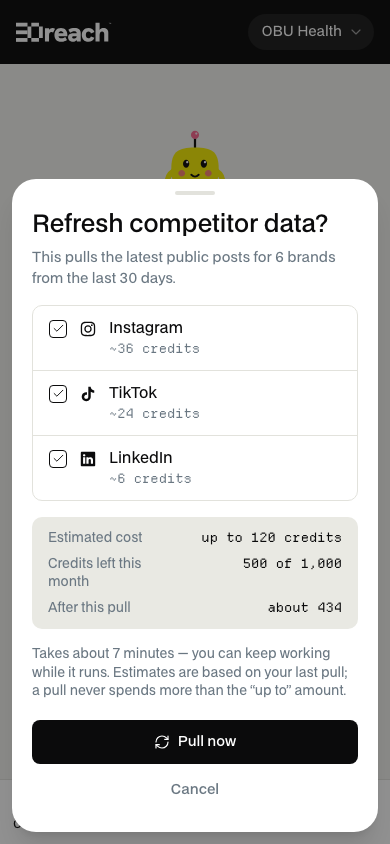 reach
OBU Health
Refresh competitor data?
This pulls the latest public posts for 6 brands
from the last 30 days.
Instagram
~36 credits
TikTok
~24 credits
LinkedIn
~6 credits
Estimated cost
up to 120 credits
Credits left this
month
500 of 1,000
After this pull
about 434
Takes about 7 minutes — you can keep working
while it runs. Estimates are based on your last pull;
a pull never spends more than the “up to” amount.
Pull now
Cancel